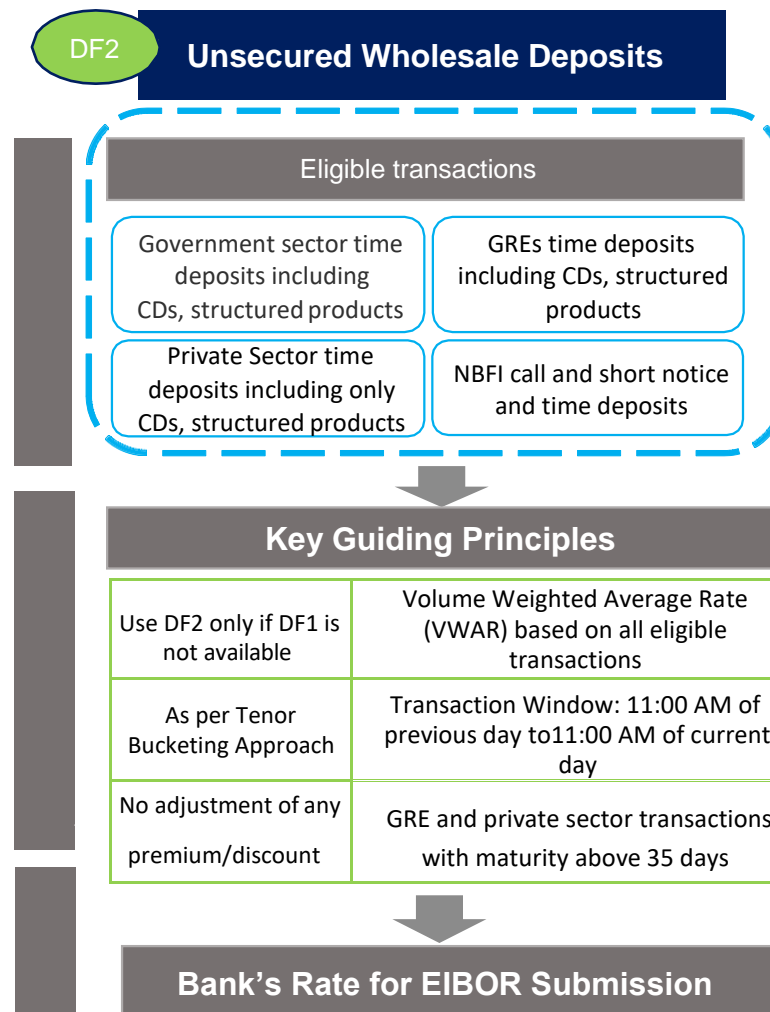 DF2
Unsecured Wholesale Deposits
Eligible transactions
Government sector time
deposits including
CDs, structured products
GREs time deposits
including CDs, structured
products
Private Sector time
deposits including only
CDs, structured products
NBFI call and short notice
and time deposits
Key Guiding Principles
Use DF2 only if DF1 is
not available
Volume Weighted Average Rate
(VWAR) based on all eligible
transactions
As per Tenor
Bucketing Approach
Transaction Window: 11:00 AM of
previous day to11:00 AM of current
day
No adjustment of any
premium/discount
GRE and private sector transactions
with maturity above 35 days
Bank’s Rate for EIBOR Submission